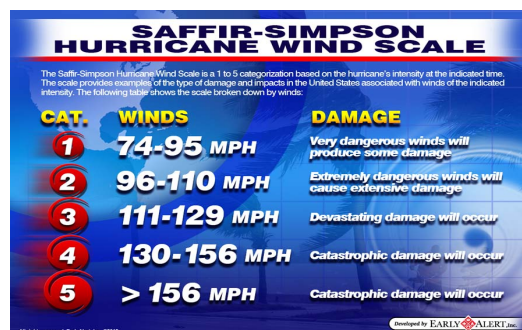 SAFFIR-SIMPSON
HURRICANE WIND SCALE
The Saffir-Simpson Hurricane Wind Scale is a 1 to 5 categorization based on the hurricane's intensity at the indicated time.
The scale provides examples of the type of damage and impacts in the United States associated with winds of the indicated
intensity. The following table shows the scale broken down by winds:
CAT. WINDS DAMAGE
1 74-95 MPH Very dangerous winds will
produce some damage
2 96-110 MPH Extremely dangerous winds will
cause extensive damage
3 111-129 MPH Devastating damage will occur
4 130-156 MPH Catastrophic damage will occur
5 > 156 MPH Catastrophic damage will occur
Developed by EARLY ALERT, Inc.